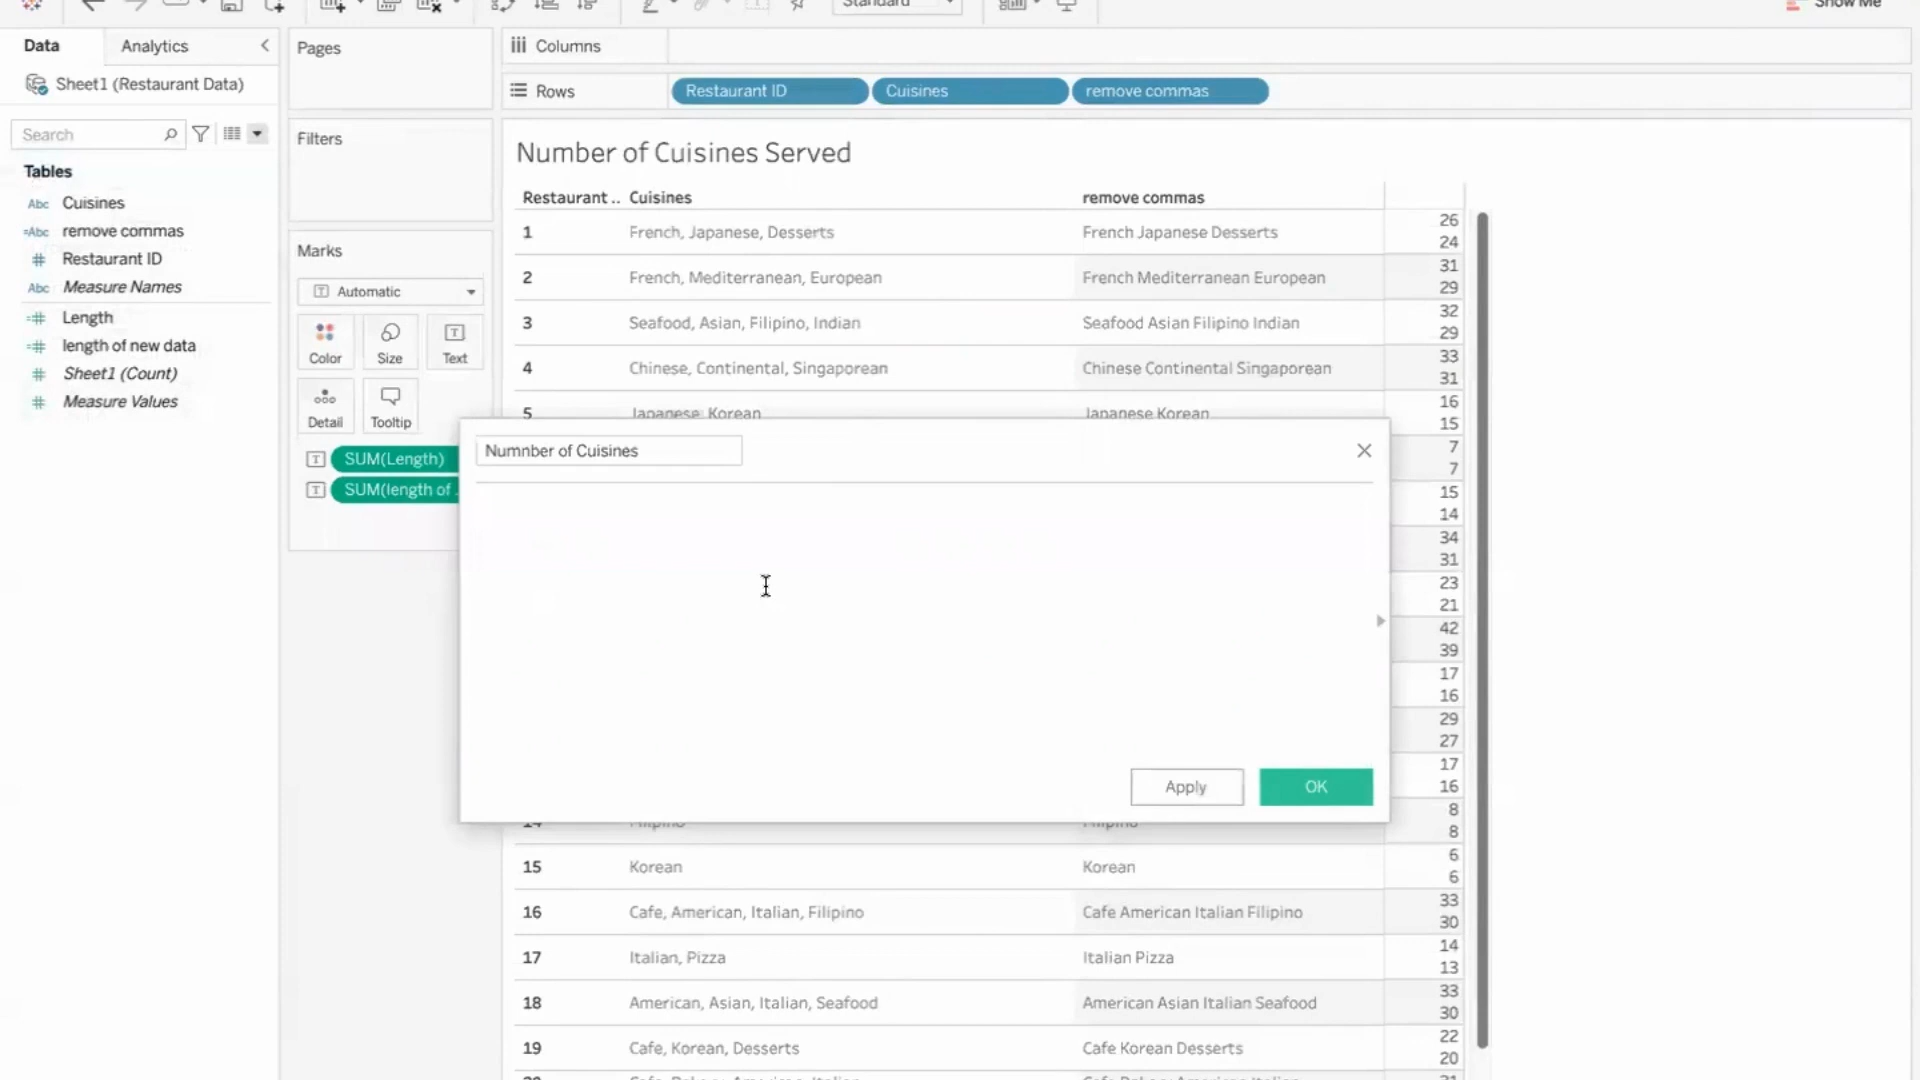 Standard
Show Me
Data
Analytics
Pages
Columns
Sheet1 (Restaurant Data)
Rows
Restaurant ID
Cuisines
remove commas
Search
Filters
Number of Cuisines Served
Tables
Abc Cuisines
=Abc remove commas
# Restaurant ID
Abc Measure Names
=# Length
=# length of new data
# Sheet1 (Count)
# Measure Values
Marks
Automatic
Color
Size
Text
Detail
Tooltip
SUM(Length)
SUM(length of ..
Restaurant .. Cuisines remove commas
1 French, Japanese, Desserts French Japanese Desserts 26
24
2 French, Mediterranean, European French Mediterranean European 31
29
3 Seafood, Asian, Filipino, Indian Seafood Asian Filipino Indian 32
29
4 Chinese, Continental, Singaporean Chinese Continental Singaporean 33
31
5 Japanese, Korean Japanese Korean 16
15
Numnber of Cuisines
7
7
15
14
34
31
23
21
42
39
17
16
29
27
17
16
Apply
OK
14 Filipino Filipino 8
8
15 Korean Korean 6
6
16 Cafe, American, Italian, Filipino Cafe American Italian Filipino 33
30
17 Italian, Pizza Italian Pizza 14
13
18 American, Asian, Italian, Seafood American Asian Italian Seafood 33
30
19 Cafe, Korean, Desserts Cafe Korean Desserts 22
20